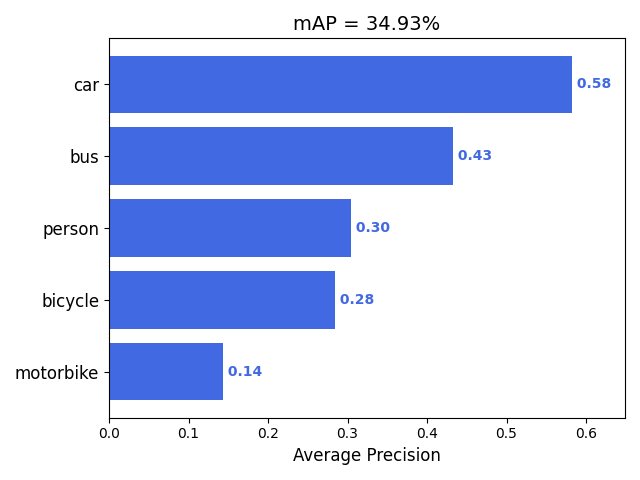 mAP = 34.93%
car 0.58
bus 0.43
person 0.30
bicycle 0.28
motorbike 0.14
0.0 0.1 0.2 0.3 0.4 0.5 0.6
Average Precision